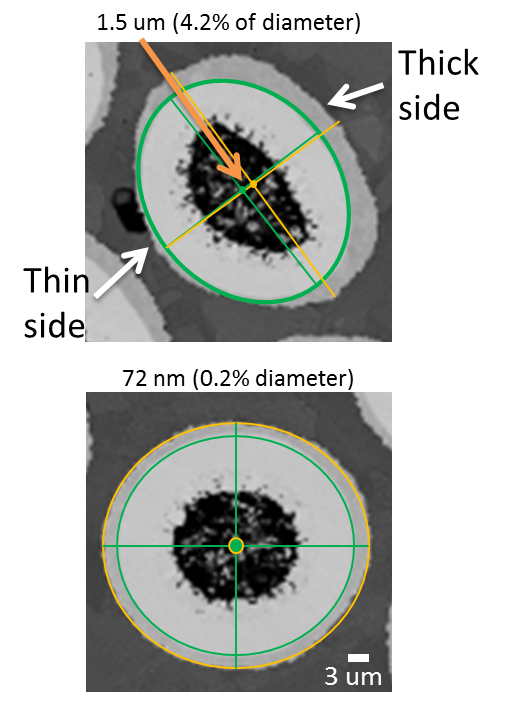 1.5 um (4.2% of diameter)
Thick
side
Thin
side
72 nm (0.2% diameter)
3 um